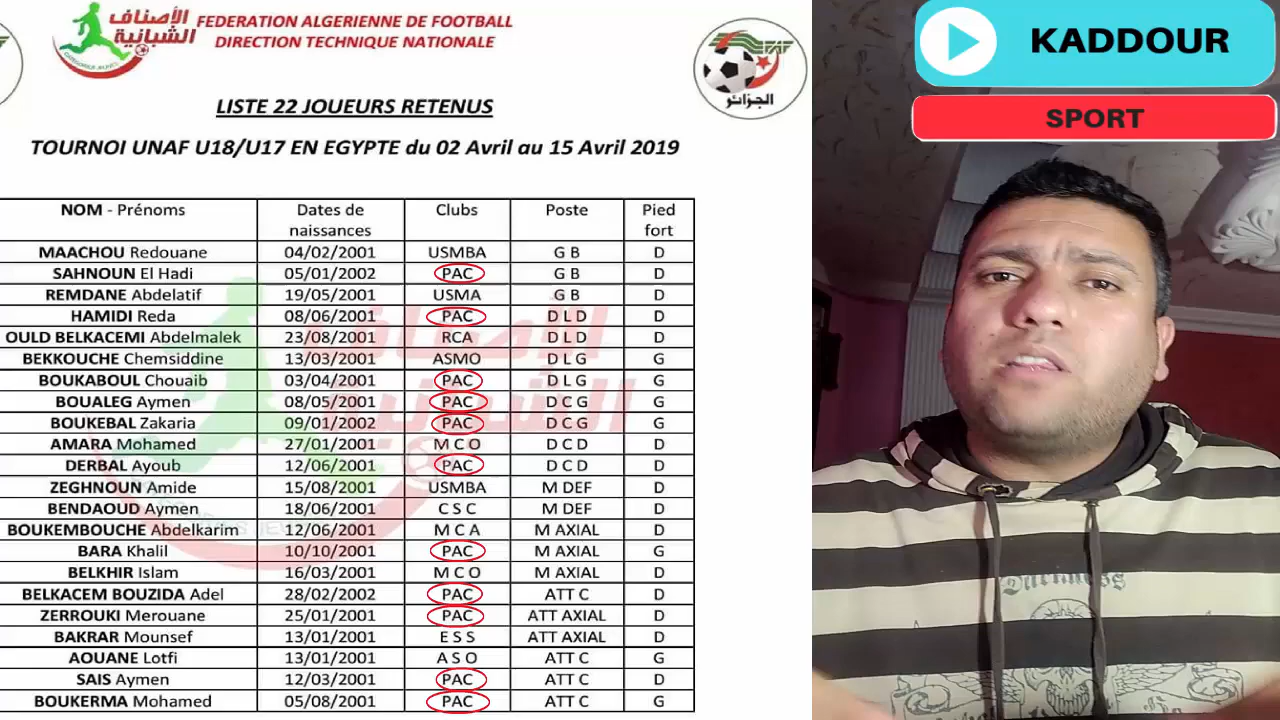 الأصناف
الشبانية
FEDERATION ALGERIENNE DE FOOTBALL
DIRECTION TECHNIQUE NATIONALE
FAF
الجزائر
LISTE 22 JOUEURS RETENUS
TOURNOI UNAF U18/U17 EN EGYPTE du 02 Avril au 15 Avril 2019
NOM - Prénoms Dates de naissances Clubs Poste Pied fort
MAACHOU Redouane 04/02/2001 USMBA G B D
SAHNOUN El Hadi 05/01/2002 PAC G B D
REMDANE Abdelatif 19/05/2001 USMA G B D
HAMIDI Reda 08/06/2001 PAC D L D D
OULD BELKACEMI Abdelmalek 23/08/2001 RCA D L D D
BEKKOUCHE Chemsiddine 13/03/2001 ASMO D L G G
BOUKABOUL Chouaib 03/04/2001 PAC D L G G
BOUALEG Aymen 08/05/2001 PAC D C G G
BOUKEBAL Zakaria 09/01/2002 PAC D C G G
AMARA Mohamed 27/01/2001 M C O D C D D
DERBAL Ayoub 12/06/2001 PAC D C D D
ZEGHNOUN Amide 15/08/2001 USMBA M DEF D
BENDAOUD Aymen 18/06/2001 C S C M DEF D
BOUKEMBOUCHE Abdelkarim 12/06/2001 M C A M AXIAL D
BARA Khalil 10/10/2001 PAC M AXIAL G
BELKHIR Islam 16/03/2001 M C O M AXIAL D
BELKACEM BOUZIDA Adel 28/02/2002 PAC ATT C D
ZERROUKI Merouane 25/01/2001 PAC ATT AXIAL D
BAKRAR Mounsef 13/01/2001 E S S ATT AXIAL D
AOUANE Lotfi 13/01/2001 A S O ATT C G
SAIS Aymen 12/03/2001 PAC ATT C D
BOUKERMA Mohamed 05/08/2001 PAC ATT C G
الأصناف
الشبانية
KADDOUR
SPORT
Darkness